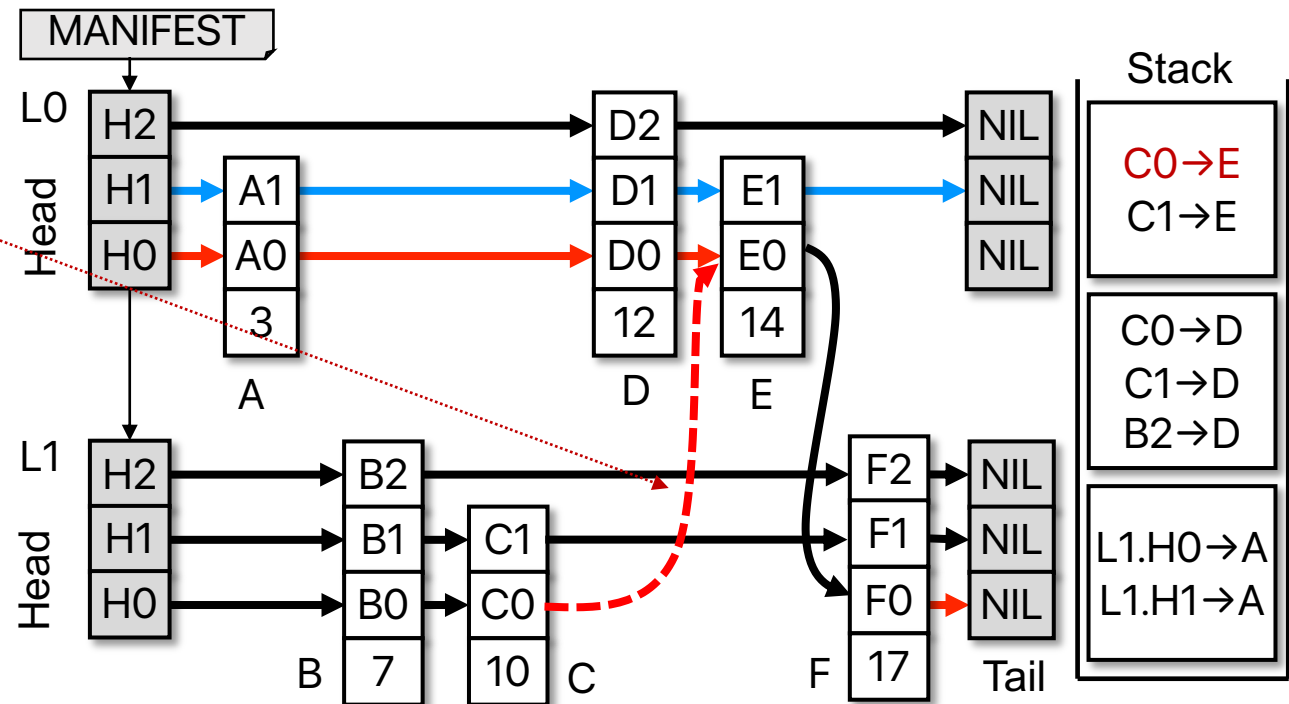 MANIFEST
Stack
L0
Head
H2
D2
NIL
H1
A1
D1
E1
NIL
H0
A0
D0
E0
NIL
3
12
14
A
D
E
C0→E
C1→E
C0→D
C1→D
B2→D
L1.H0→A
L1.H1→A
L1
Head
H2
B2
F2
NIL
H1
B1
C1
F1
NIL
H0
B0
C0
F0
NIL
B
7
10
C
F
17
Tail